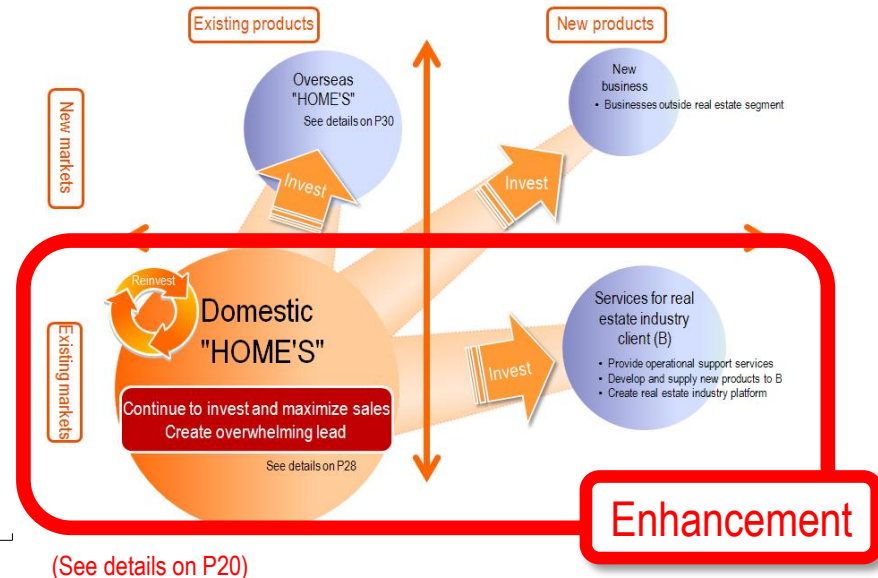 Existing products
New products
New markets
Overseas
"HOME'S"
See details on P30
New
business
• Businesses outside real estate segment
Invest
Invest
Reinvest
Existing markets
Domestic
"HOME'S"
Continue to invest and maximize sales
Create overwhelming lead
See details on P28
Invest
Services for real
estate industry
client (B)
• Provide operational support services
• Develop and supply new products to B
• Create real estate industry platform
Enhancement
(See details on P20)